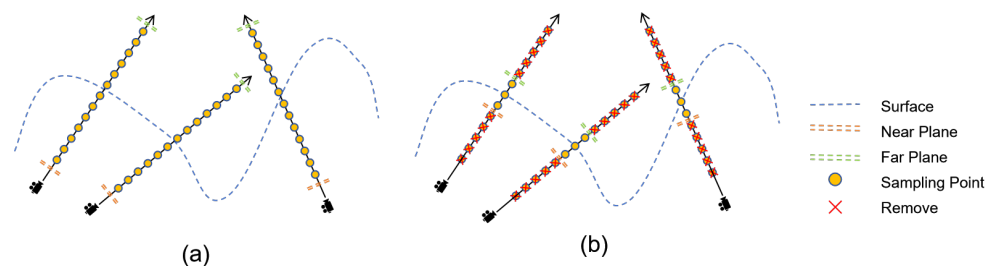 Surface
Near Plane
Far Plane
Sampling Point
Remove
(a)
(b)